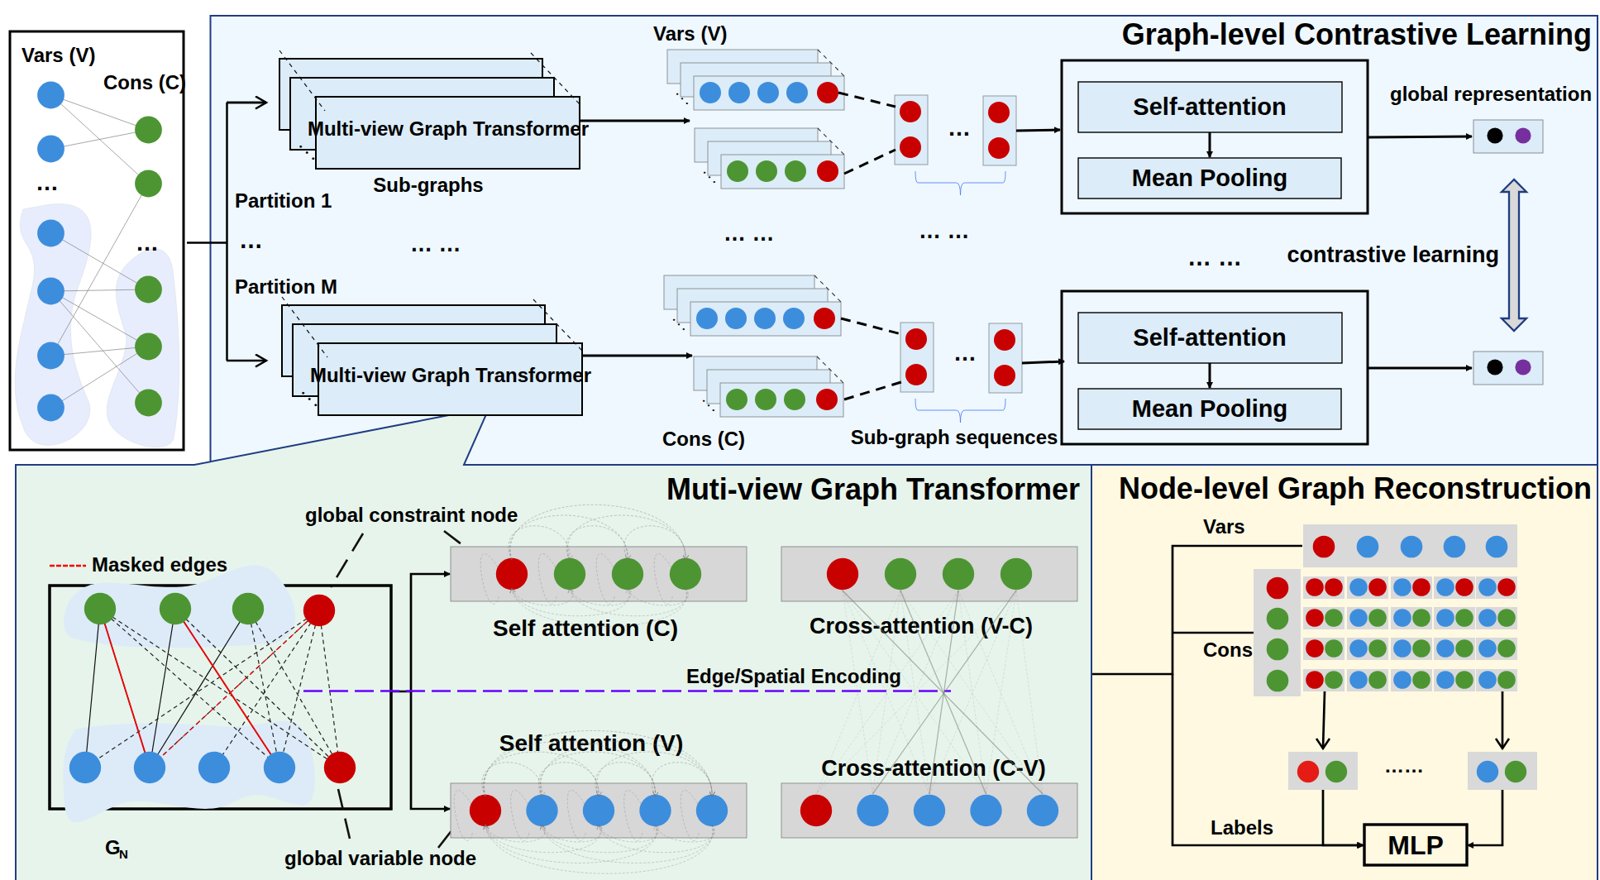 Graph-level Contrastive Learning
Vars (V)
Vars (V)
Cons (C)
Multi-view Graph Transformer
Sub-graphs
...
Self-attention
Mean Pooling
global representation
...
Partition 1
...
...
... ...
... ...
... ...
... ...
contrastive learning
Partition M
Multi-view Graph Transformer
...
Self-attention
Mean Pooling
Cons (C)
Sub-graph sequences
Muti-view Graph Transformer
global constraint node
Masked edges
Self attention (C)
Cross-attention (V-C)
Edge/Spatial Encoding
Self attention (V)
Cross-attention (C-V)
GN
global variable node
Node-level Graph Reconstruction
Vars
Cons
......
Labels
MLP